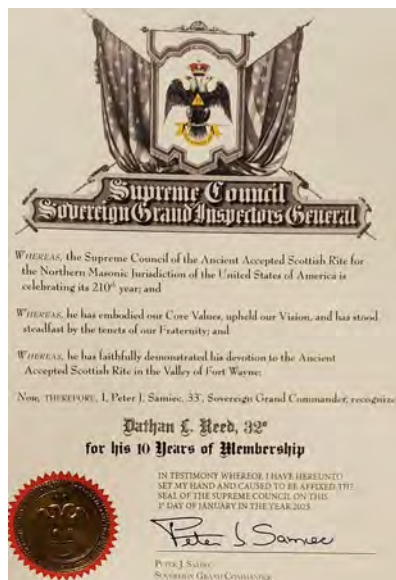 Supreme Council
Sovereign Grand Inspectors General
WHEREAS, the Supreme Council of the Ancient Accepted Scottish Rite for
the Northern Masonic Jurisdiction of the United States of America is
celebrating its 210th year; and
WHEREAS, he has embodied our Core Values, upheld our Vision, and has stood
steadfast by the tenets of our Fraternity; and
WHEREAS, he has faithfully demonstrated his devotion to the Ancient
Accepted Scottish Rite in the Valley of Fort Wayne;
Now, THEREFORE, I, Peter J. Samiec, 33°, Sovereign Grand Commander, recognize
Dathan L. Reed, 32°
for his 10 Years of Membership
IN TESTIMONY WHEREOF, I HAVE HEREUNTO
SET MY HAND AND CAUSED TO BE AFFIXED THE
SEAL OF THE SUPREME COUNCIL ON THIS
1st DAY OF JANUARY IN THE YEAR 2023
Peter J Samiec
PETER J. SAMIEC
SOVEREIGN GRAND COMMANDER